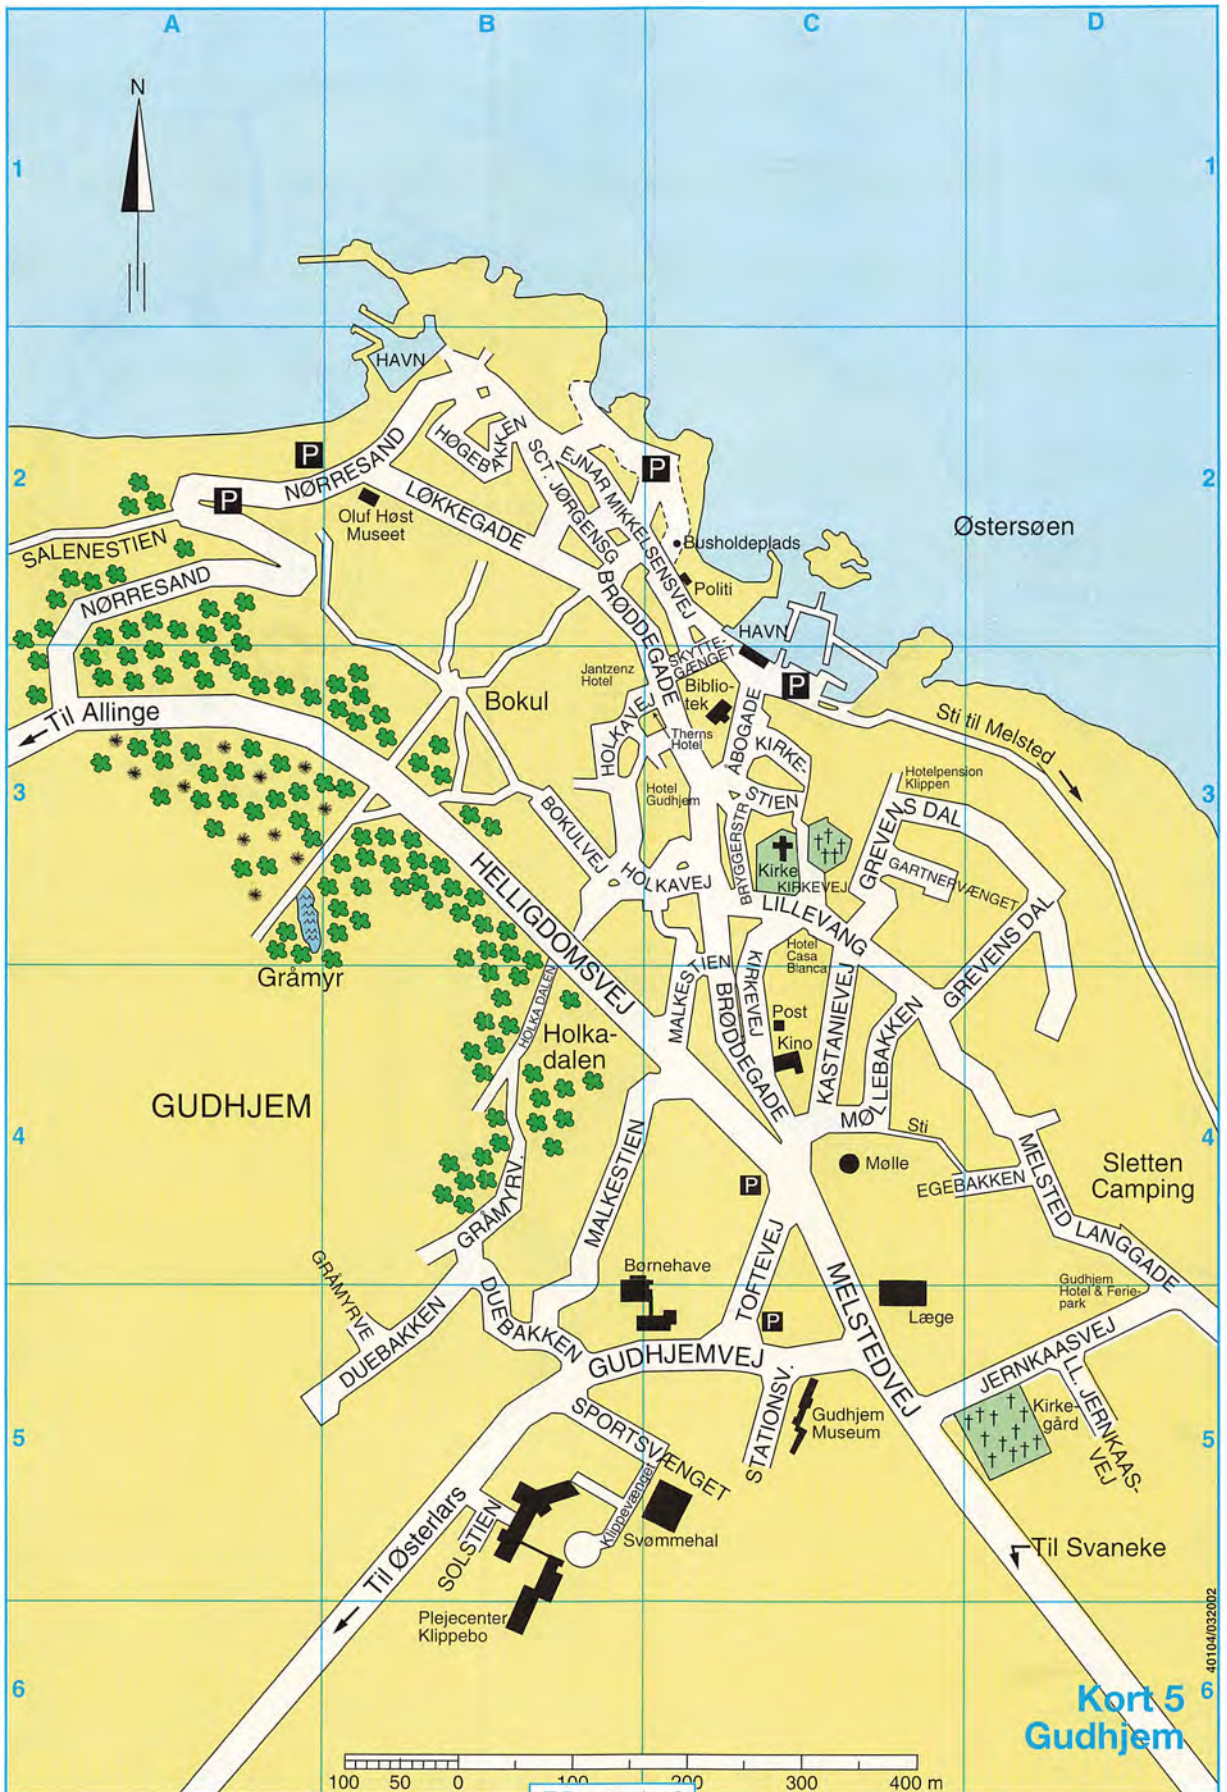 A
B
C
D
N
1
1
HAVN
HØGEBAKKEN
SCT. JØRGENSG
EJNAR MIKKELSENSVEJ
P
P
P
2
2
NØRRESAND
LØKKEGADE
Oluf Høst
Museet
Østersøen
SALENESTIEN
Busholdeplads
NØRRESAND
BRØDDEGADE
Politi
HAVN
SKYTTE-
GÆNGET
Jantzenz
Hotel
Bokul
Biblio-
tek
P
Til Allinge
Sti til Melsted
HOLKAVEJ
Therns
Hotel
ÅBOGADE
KIRKE-
STIEN
Hotelpension
Klippen
3
3
Hotel
Gudhjem
BOKULVEJ
BRYGGERSTR
GREVENS DAL
HELLIGDOMSVEJ
HOLKAVEJ
Kirke
KIRKEVEJ
GARTNERVÆNGET
LILLEVANG
GREVENS DAL
Hotel
Casa
Blanca
Gråmyr
MALKESTIEN
KIRKEVEJ
HOLKA DALEN
BRØDDEGADE
Post
Kino
KASTANIEVEJ
MØLLEBAKKEN
Holka-
dalen
GUDHJEM
4
4
Sti
MALKESTIEN
Mølle
EGEBAKKEN
MELSTED LANGGADE
Sletten
Camping
P
GRÅMYRV.
GRÅMYRVE
Børnehave
TOFTEVEJ
MELSTEDVEJ
Gudhjem
Hotel & Ferie-
park
Læge
DUEBAKKEN
DUEBAKKEN
P
GUDHJEMVEJ
JERNKAASVEJ
LL. JERNKAAS-
VEJ
5
5
SPORTSVÆNGET
STATIONSV.
Gudhjem
Museum
Kirke-
gård
Klippevænget
Til Østerlars
SOLSTIEN
Svømmehal
Til Svaneke
Plejecenter
Klippebo
40104/032002
6
6
Kort 5
Gudhjem
100 50 0 100 200 300 400 m